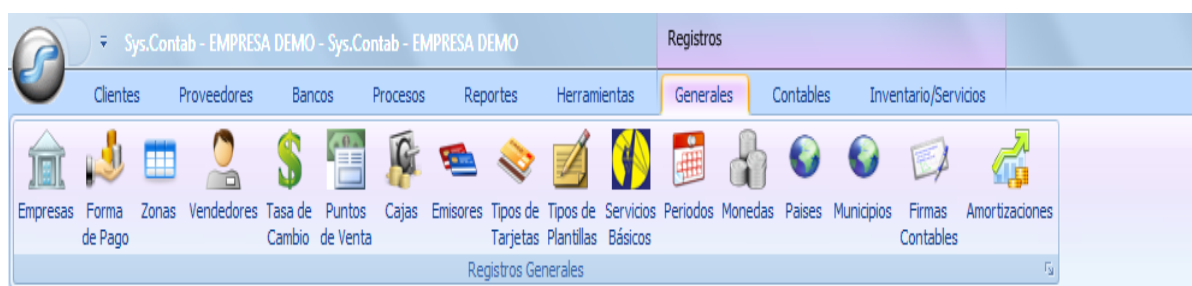 Sys.Contab - EMPRESA DEMO - Sys.Contab - EMPRESA DEMO
Registros
Clientes Proveedores Bancos Procesos Reportes Herramientas Generales Contables Inventario/Servicios
Empresas Forma Zonas Vendedores Tasa de Puntos Cajas Emisores Tipos de Tipos de Servicios Periodos Monedas Paises Municipios Firmas Amortizaciones
de Pago Cambio de Venta Tarjetas Plantillas Básicos Contables
Registros Generales